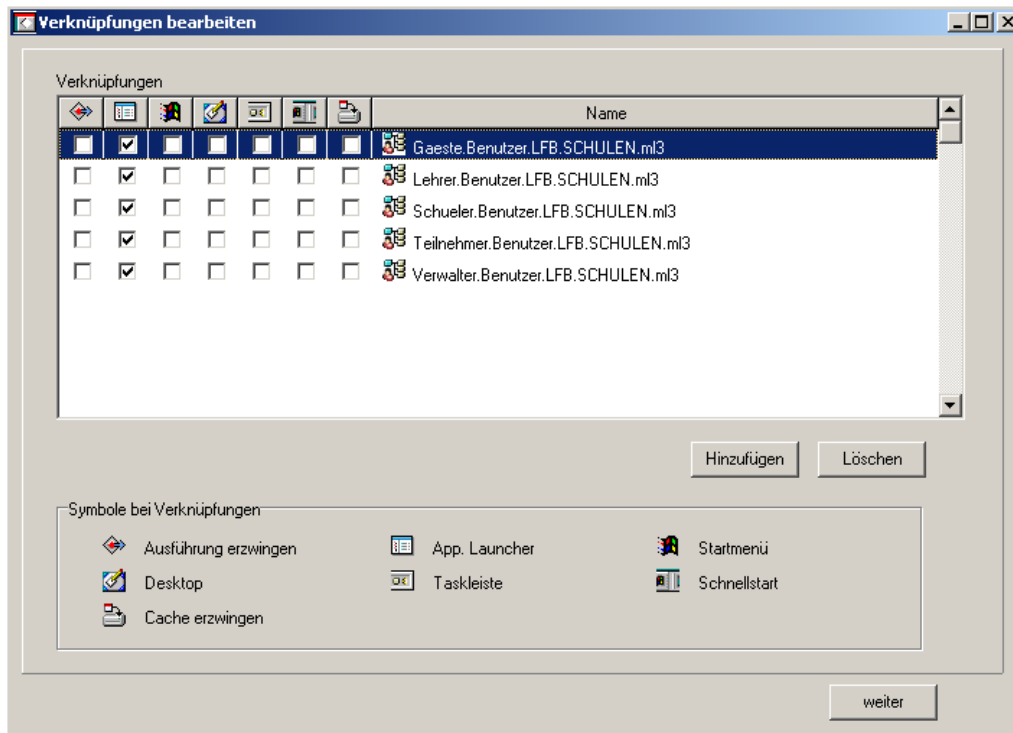 Verknüpfungen bearbeiten
Verknüpfungen
Name
Gaeste.Benutzer.LFB.SCHULEN.ml3
Lehrer.Benutzer.LFB.SCHULEN.ml3
Schueler.Benutzer.LFB.SCHULEN.ml3
Teilnehmer.Benutzer.LFB.SCHULEN.ml3
Verwalter.Benutzer.LFB.SCHULEN.ml3
Hinzufügen Löschen
Symbole bei Verknüpfungen
Ausführung erzwingen App. Launcher Startmenü
Desktop Taskleiste Schnellstart
Cache erzwingen
weiter